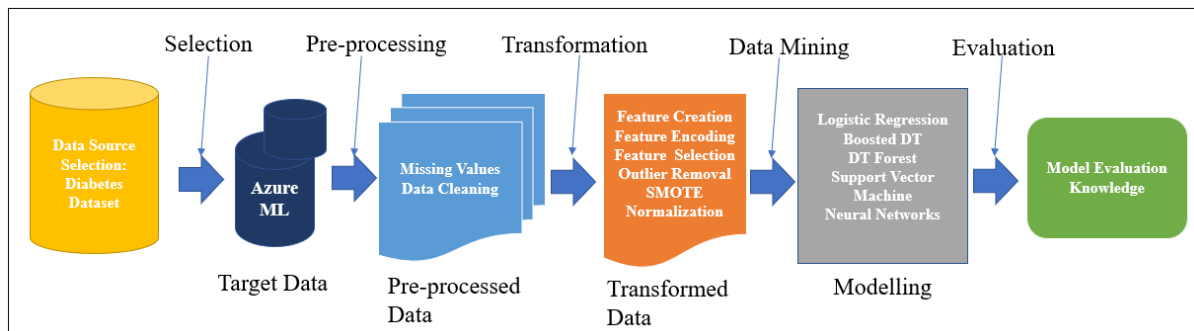 Selection
Pre-processing
Transformation
Data Mining
Evaluation
Data Source
Selection:
Diabetes
Dataset
Azure
ML
Missing Values
Data Cleaning
Feature Creation
Feature Encoding
Feature Selection
Outlier Removal
SMOTE
Normalization
Logistic Regression
Boosted DT
DT Forest
Support Vector
Machine
Neural Networks
Model Evaluation
Knowledge
Target Data
Pre-processed
Data
Transformed
Data
Modelling